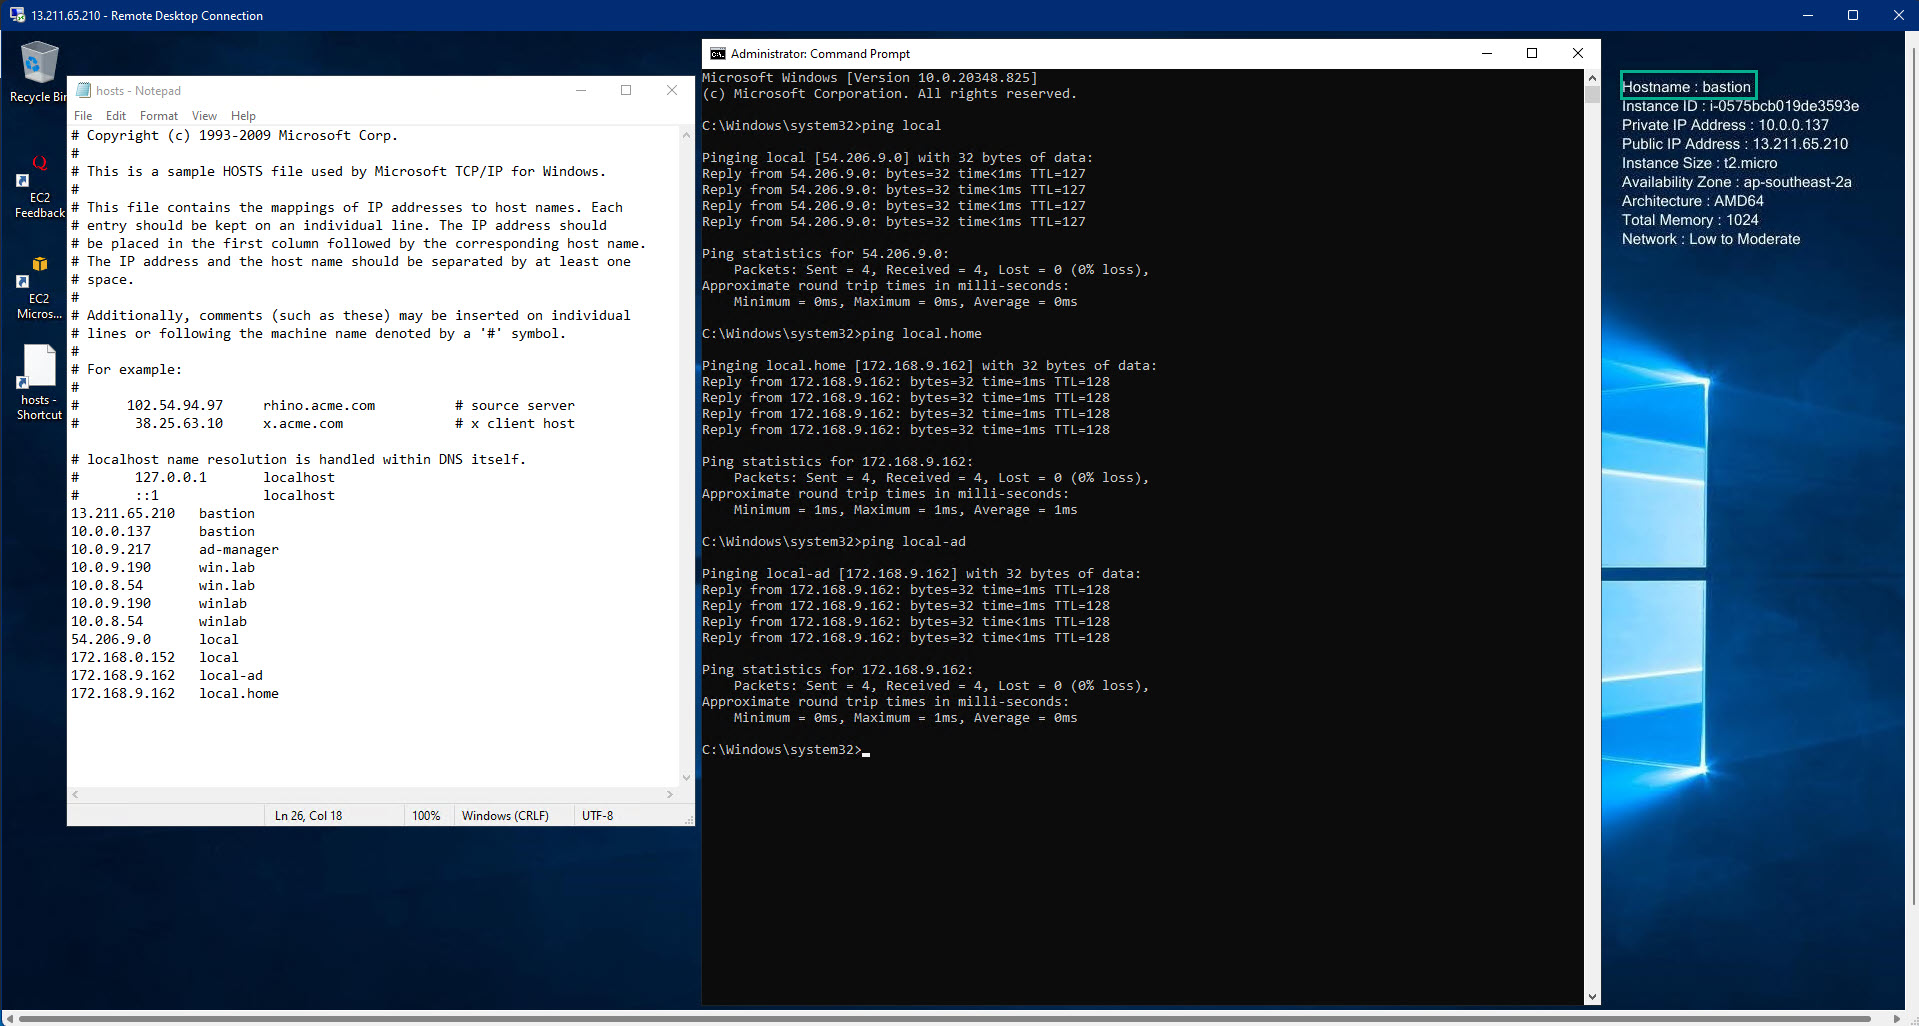 13.211.65.210 - Remote Desktop Connection
Recycle Bin
EC2
Feedback
EC2
Micros...
hosts -
Shortcut
hosts - Notepad
File Edit Format View Help
# Copyright (c) 1993-2009 Microsoft Corp.
#
# This is a sample HOSTS file used by Microsoft TCP/IP for Windows.
#
# This file contains the mappings of IP addresses to host names. Each
# entry should be kept on an individual line. The IP address should
# be placed in the first column followed by the corresponding host name.
# The IP address and the host name should be separated by at least one
# space.
#
# Additionally, comments (such as these) may be inserted on individual
# lines or following the machine name denoted by a '#' symbol.
#
# For example:
#
#      102.54.94.97     rhino.acme.com          # source server
#       38.25.63.10     x.acme.com              # x client host

# localhost name resolution is handled within DNS itself.
#       127.0.0.1       localhost
#       ::1             localhost
13.211.65.210   bastion
10.0.0.137      bastion
10.0.9.217      ad-manager
10.0.9.190      win.lab
10.0.8.54       win.lab
10.0.9.190      winlab
10.0.8.54       winlab
54.206.9.0      local
172.168.0.152   local
172.168.9.162   local-ad
172.168.9.162   local.home
Ln 26, Col 18
100%
Windows (CRLF)
UTF-8
Administrator: Command Prompt
Microsoft Windows [Version 10.0.20348.825]
(c) Microsoft Corporation. All rights reserved.

C:\Windows\system32>ping local

Pinging local [54.206.9.0] with 32 bytes of data:
Reply from 54.206.9.0: bytes=32 time<1ms TTL=127
Reply from 54.206.9.0: bytes=32 time<1ms TTL=127
Reply from 54.206.9.0: bytes=32 time<1ms TTL=127
Reply from 54.206.9.0: bytes=32 time<1ms TTL=127

Ping statistics for 54.206.9.0:
    Packets: Sent = 4, Received = 4, Lost = 0 (0% loss),
Approximate round trip times in milli-seconds:
    Minimum = 0ms, Maximum = 0ms, Average = 0ms

C:\Windows\system32>ping local.home

Pinging local.home [172.168.9.162] with 32 bytes of data:
Reply from 172.168.9.162: bytes=32 time=1ms TTL=128
Reply from 172.168.9.162: bytes=32 time=1ms TTL=128
Reply from 172.168.9.162: bytes=32 time=1ms TTL=128
Reply from 172.168.9.162: bytes=32 time=1ms TTL=128

Ping statistics for 172.168.9.162:
    Packets: Sent = 4, Received = 4, Lost = 0 (0% loss),
Approximate round trip times in milli-seconds:
    Minimum = 1ms, Maximum = 1ms, Average = 1ms

C:\Windows\system32>ping local-ad

Pinging local-ad [172.168.9.162] with 32 bytes of data:
Reply from 172.168.9.162: bytes=32 time=1ms TTL=128
Reply from 172.168.9.162: bytes=32 time=1ms TTL=128
Reply from 172.168.9.162: bytes=32 time<1ms TTL=128
Reply from 172.168.9.162: bytes=32 time<1ms TTL=128

Ping statistics for 172.168.9.162:
    Packets: Sent = 4, Received = 4, Lost = 0 (0% loss),
Approximate round trip times in milli-seconds:
    Minimum = 0ms, Maximum = 1ms, Average = 0ms

C:\Windows\system32>
Hostname : bastion
Instance ID : i-0575bcb019de3593e
Private IP Address : 10.0.0.137
Public IP Address : 13.211.65.210
Instance Size : t2.micro
Availability Zone : ap-southeast-2a
Architecture : AMD64
Total Memory : 1024
Network : Low to Moderate